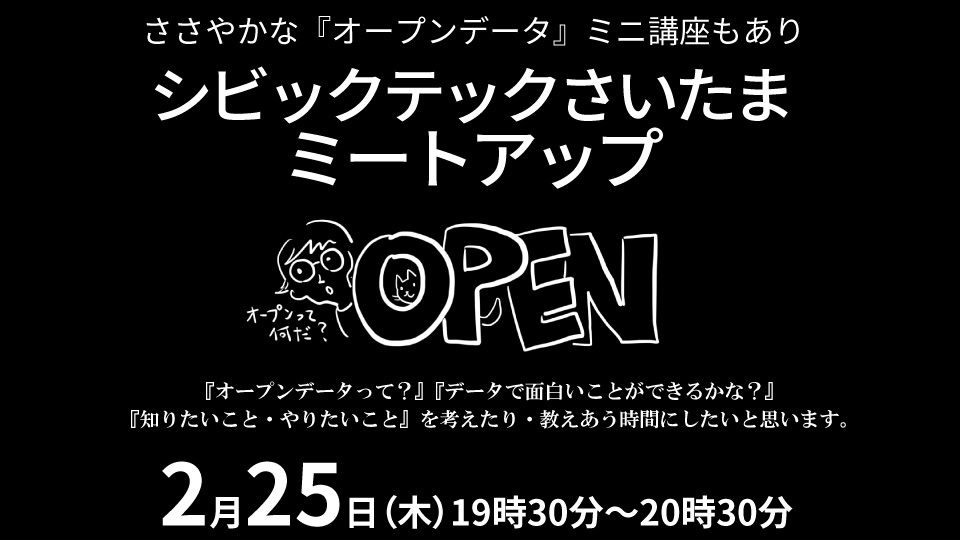 ささやかな『オープンデータ』ミニ講座もあり
シビックテックさいたま
ミートアップ
OPEN
オープンって
何だ？
『オープンデータって？』『データで面白いことができるかな？』
『知りたいこと・やりたいこと』を考えたり・教えあう時間にしたいと思います。
2月25日（木）19時30分～20時30分